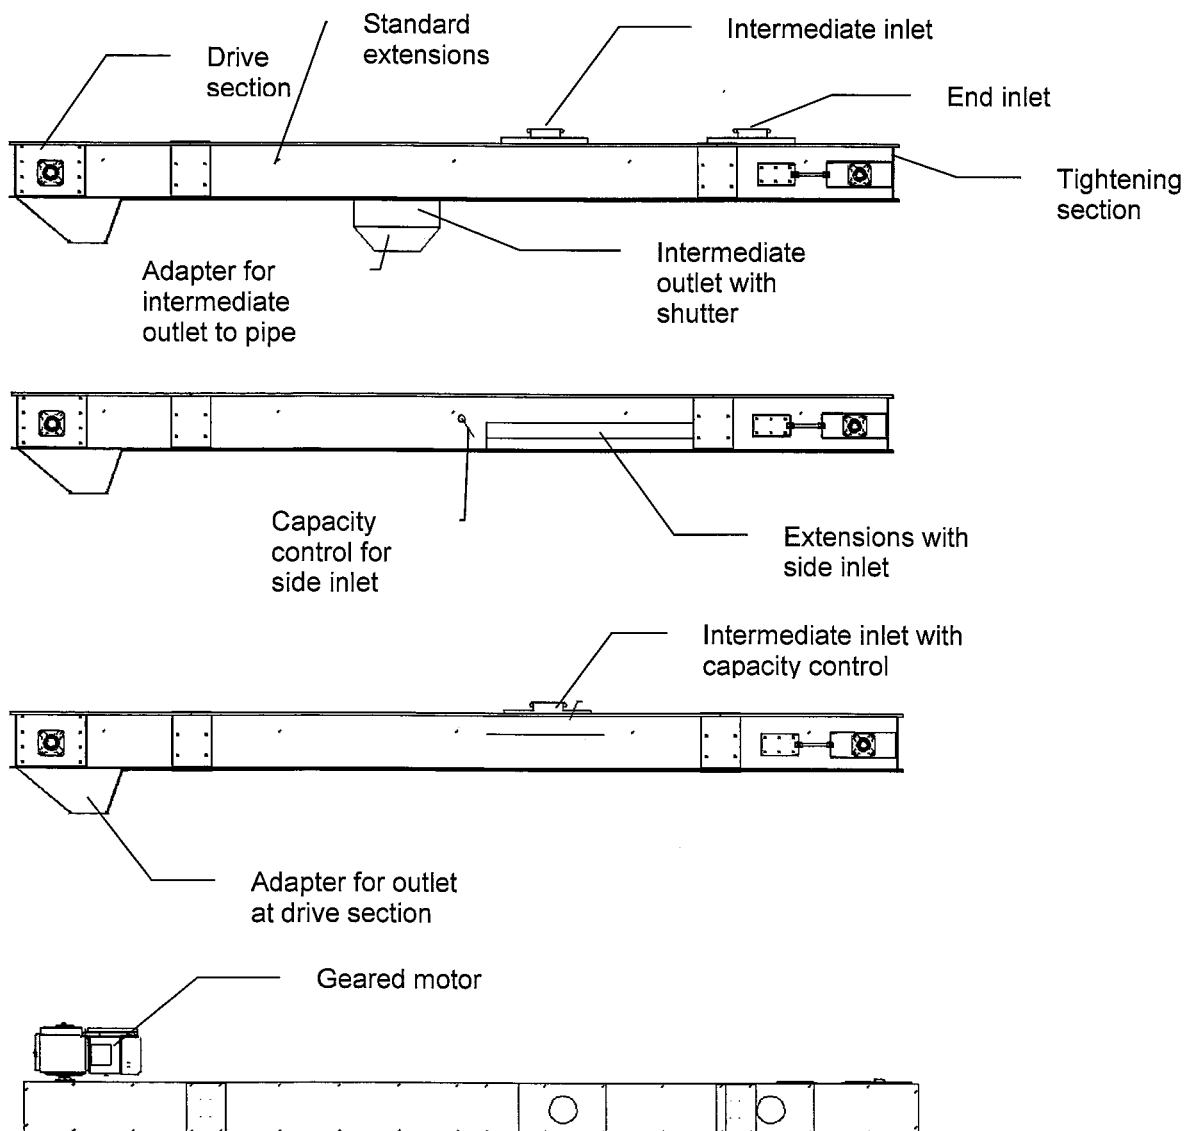 Standard
extensions
Drive
section
Intermediate inlet
End inlet
Tightening
section
Intermediate
outlet with
shutter
Adapter for
intermediate
outlet to pipe
Capacity
control for
side inlet
Extensions with
side inlet
Intermediate inlet with
capacity control
Adapter for outlet
at drive section
Geared motor